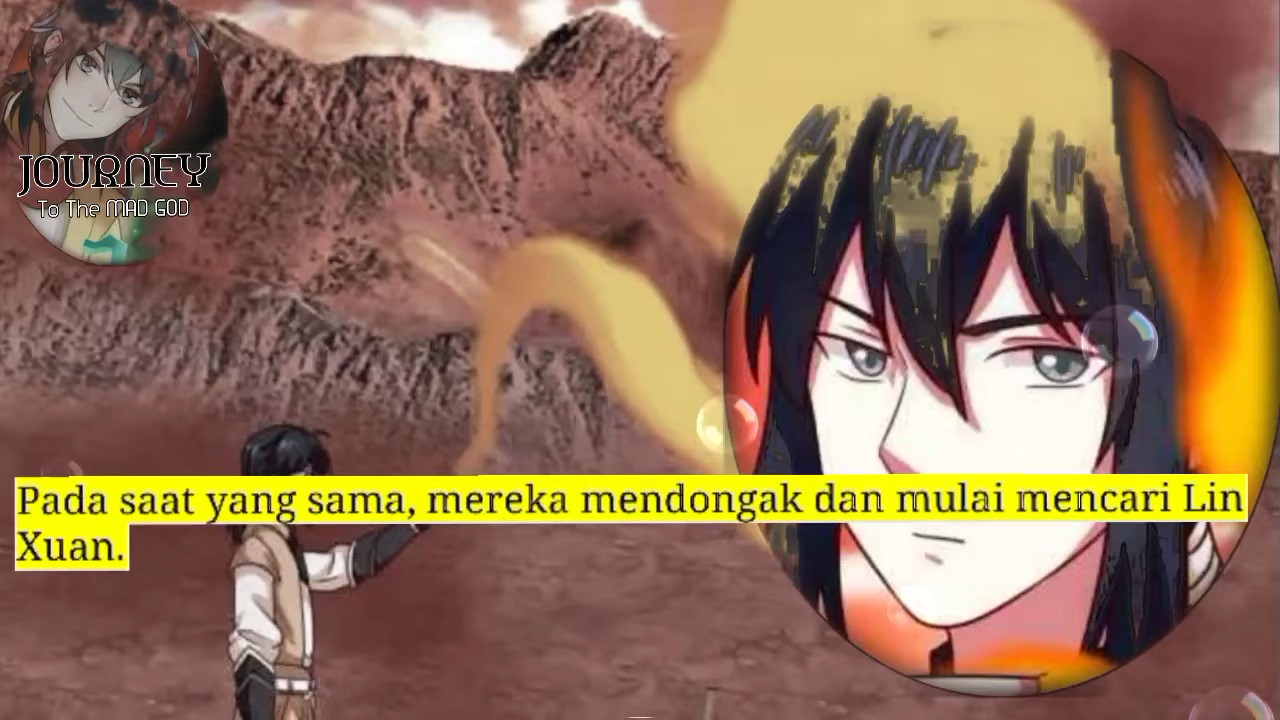 JOURNEY
To The MAD GOD
Pada saat yang sama, mereka mendongak dan mulai mencari Lin
Xuan.